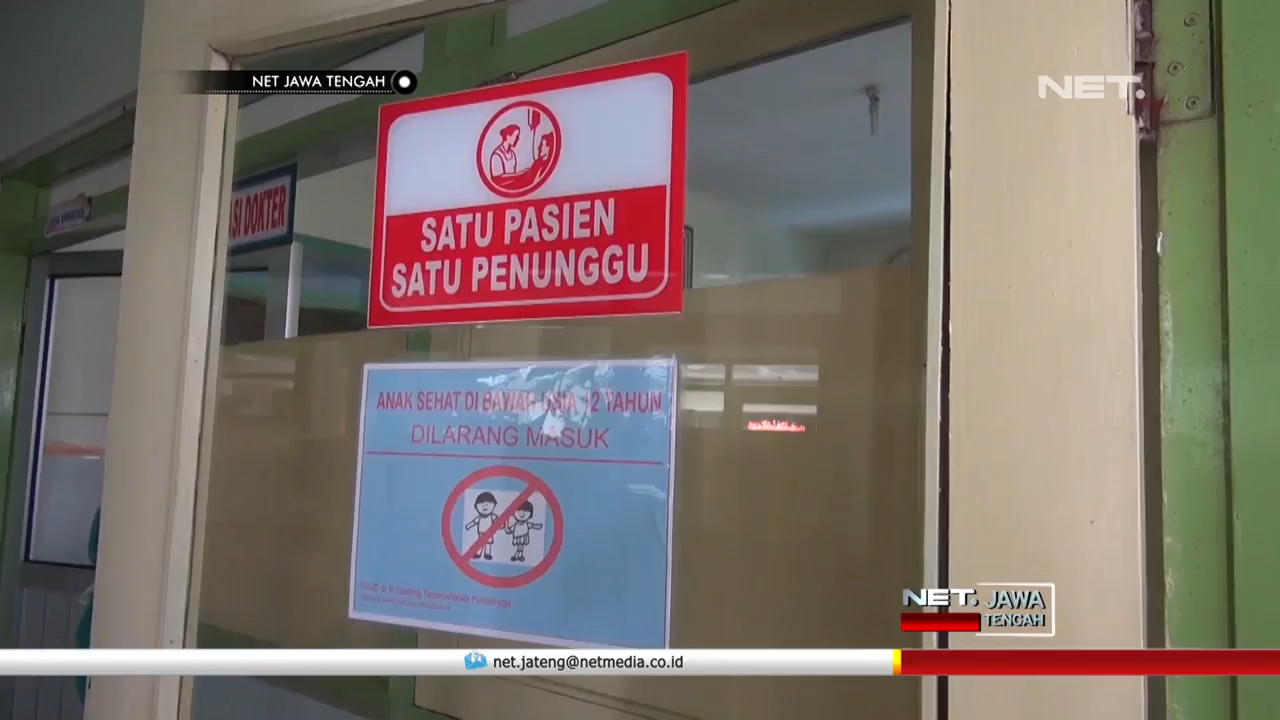 NET JAWA TENGAH
NET.
SI DOKTER
SATU PASIEN
SATU PENUNGGU
ANAK SEHAT DI BAWAH USIA 12 TAHUN
DILARANG MASUK
NET. JAWA
TENGAH
net.jateng@netmedia.co.id